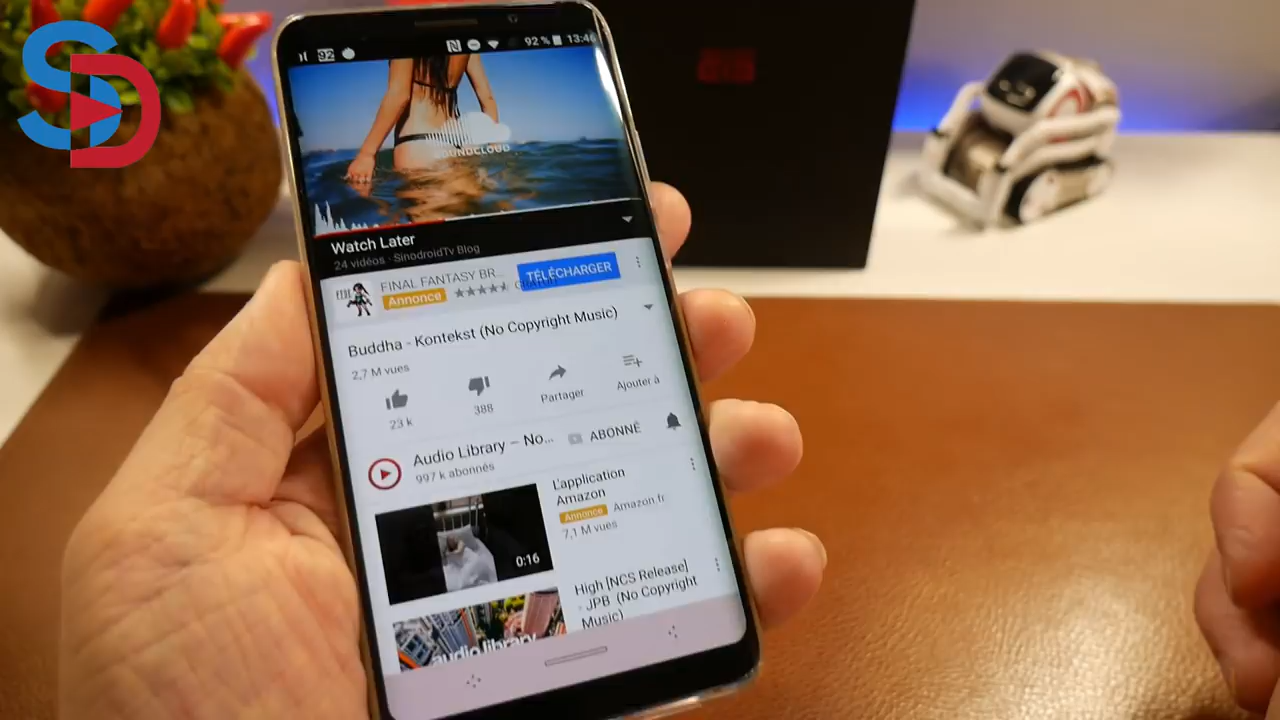 SD
92
92 % 13:46
SOUNDCLOUD
Watch Later
24 vidéos · SinodroidTv Blog
FINAL FANTASY BR...
Annonce
TÉLÉCHARGER
Buddha - Kontekst (No Copyright Music)
2,7 M vues
23 k
388
Partager
Ajouter à
Audio Library – No...
997 k abonnés
ABONNÉ
L'application
Amazon
Annonce Amazon.fr
7,1 M vues
0:16
High [NCS Release]
- JPB (No Copyright
Music)
audio library